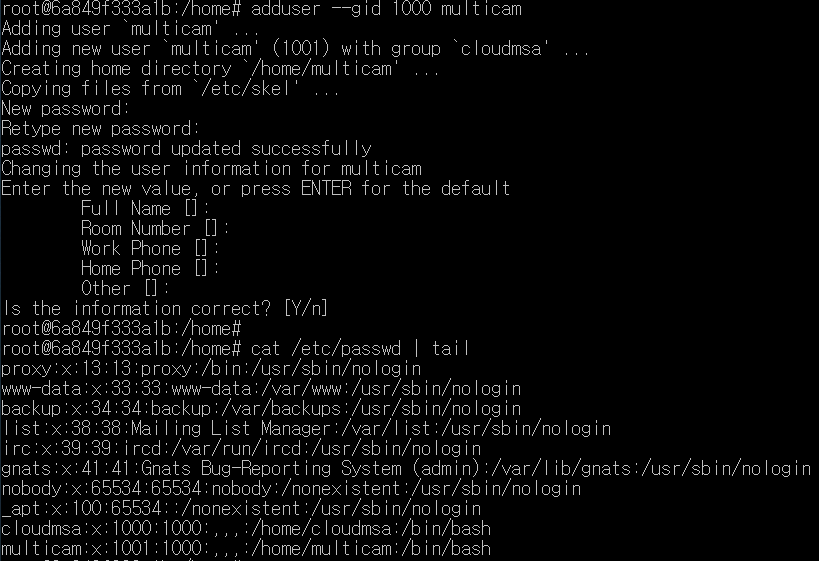 root@6a849f333a1b:/home# adduser --gid 1000 multicam
Adding user `multicam' ...
Adding new user `multicam' (1001) with group `cloudmsa' ...
Creating home directory `/home/multicam' ...
Copying files from `/etc/skel' ...
New password:
Retype new password:
passwd: password updated successfully
Changing the user information for multicam
Enter the new value, or press ENTER for the default
        Full Name []:
        Room Number []:
        Work Phone []:
        Home Phone []:
        Other []:
Is the information correct? [Y/n]
root@6a849f333a1b:/home#
root@6a849f333a1b:/home# cat /etc/passwd | tail
proxy:x:13:13:proxy:/bin:/usr/sbin/nologin
www-data:x:33:33:www-data:/var/www:/usr/sbin/nologin
backup:x:34:34:backup:/var/backups:/usr/sbin/nologin
list:x:38:38:Mailing List Manager:/var/list:/usr/sbin/nologin
irc:x:39:39:ircd:/var/run/ircd:/usr/sbin/nologin
gnats:x:41:41:Gnats Bug-Reporting System (admin):/var/lib/gnats:/usr/sbin/nologin
nobody:x:65534:65534:nobody:/nonexistent:/usr/sbin/nologin
_apt:x:100:65534::/nonexistent:/usr/sbin/nologin
cloudmsa:x:1000:1000:,,,:/home/cloudmsa:/bin/bash
multicam:x:1001:1000:,,,:/home/multicam:/bin/bash